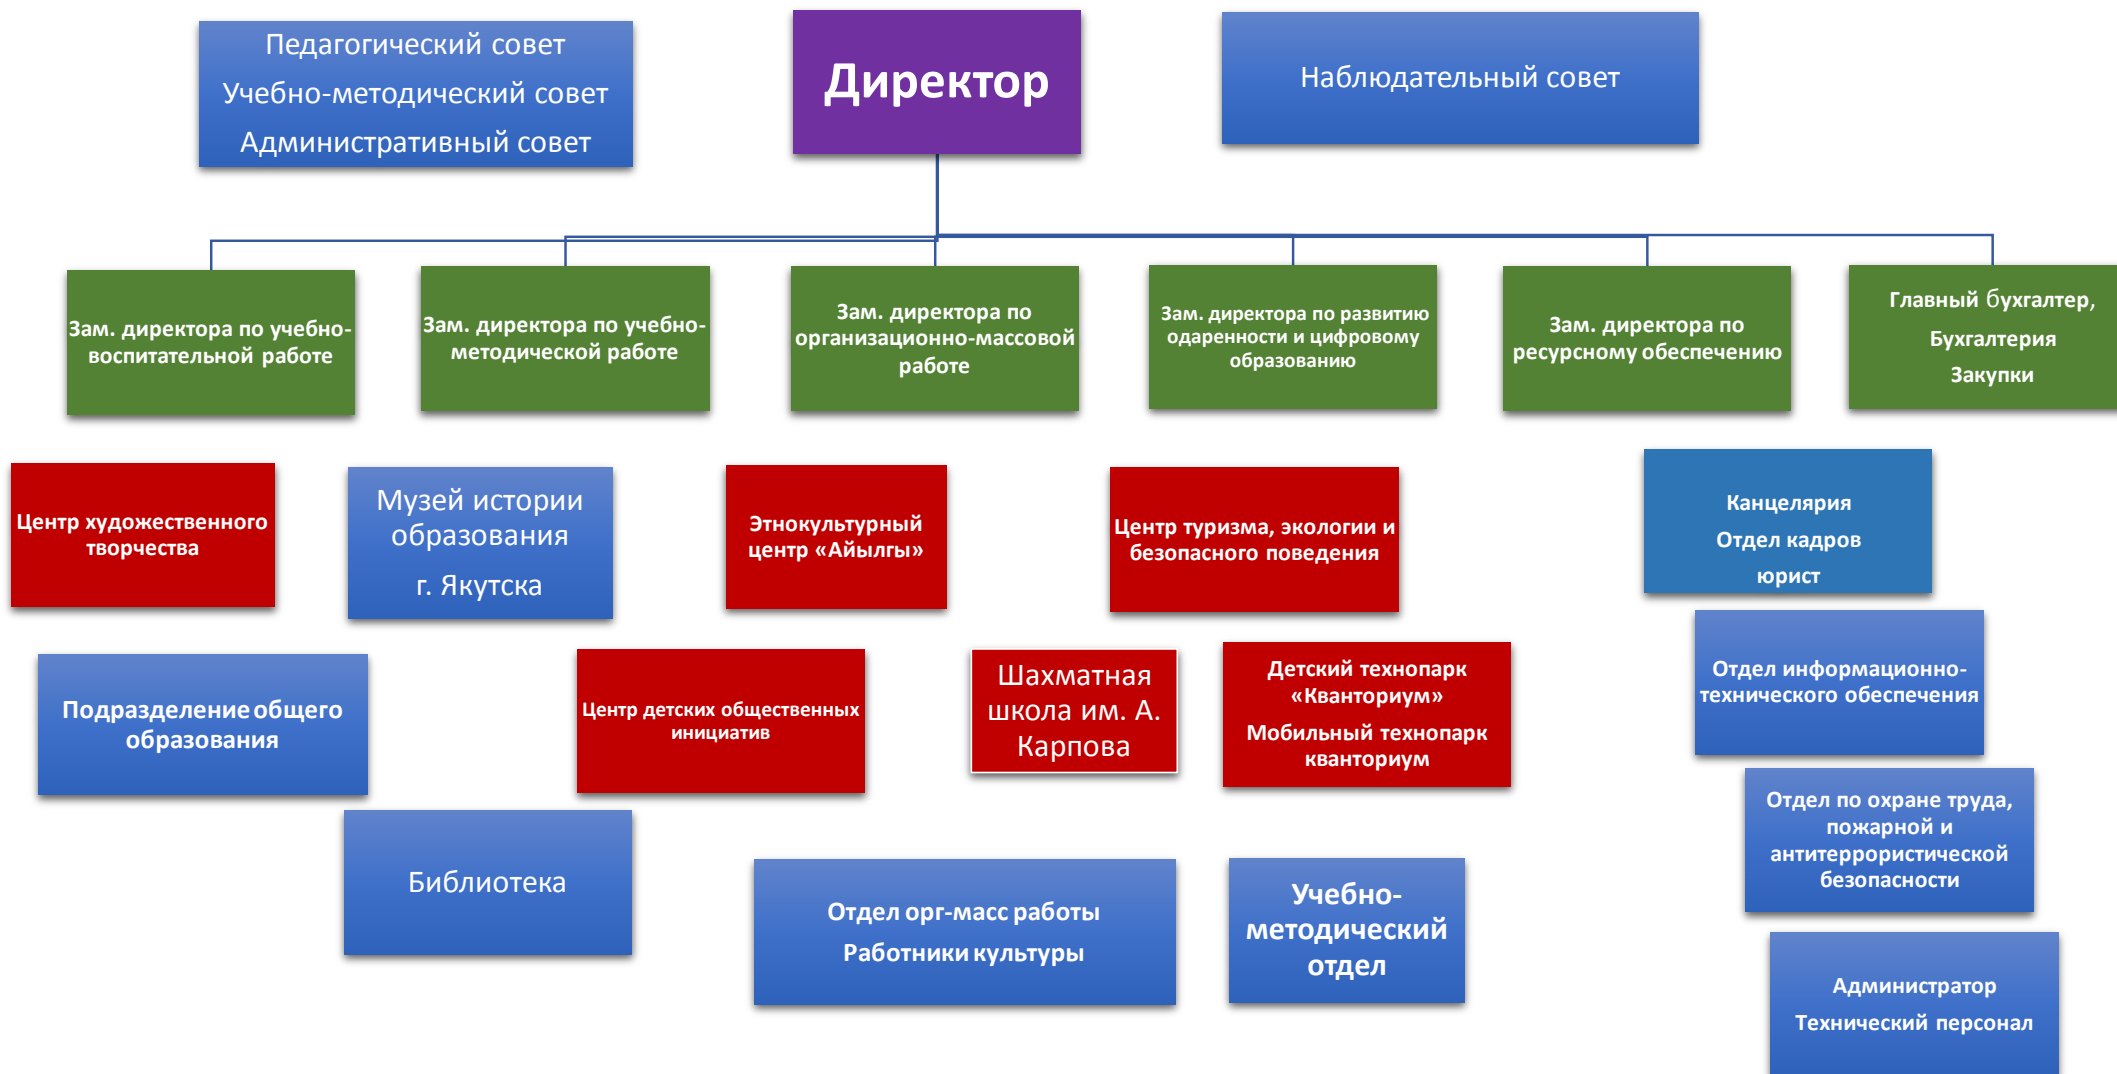 Педагогический совет
Учебно-методический совет
Административный совет
Директор
Наблюдательный совет
Зам. директора по учебно-
воспитательной работе
Зам. директора по учебно-
методической работе
Зам. директора по
организационно-массовой
работе
Зам. директора по развитию
одаренности и цифровому
образованию
Зам. директора по
ресурсному обеспечению
Главный бухгалтер,
Бухгалтерия
Закупки
Центр художественного
творчества
Музей истории
образования
г. Якутска
Этнокультурный
центр «Айылгы»
Центр туризма, экологии и
безопасного поведения
Канцелярия
Отдел кадров
юрист
Подразделение общего
образования
Центр детских общественных
инициатив
Шахматная
школа им. А.
Карпова
Детский технопарк
«Кванториум»
Мобильный технопарк
кванториум
Отдел информационно-
технического обеспечения
Библиотека
Отдел орг-масс работы
Работники культуры
Учебно-
методический
отдел
Отдел по охране труда,
пожарной и
антитеррористической
безопасности
Администратор
Технический персонал